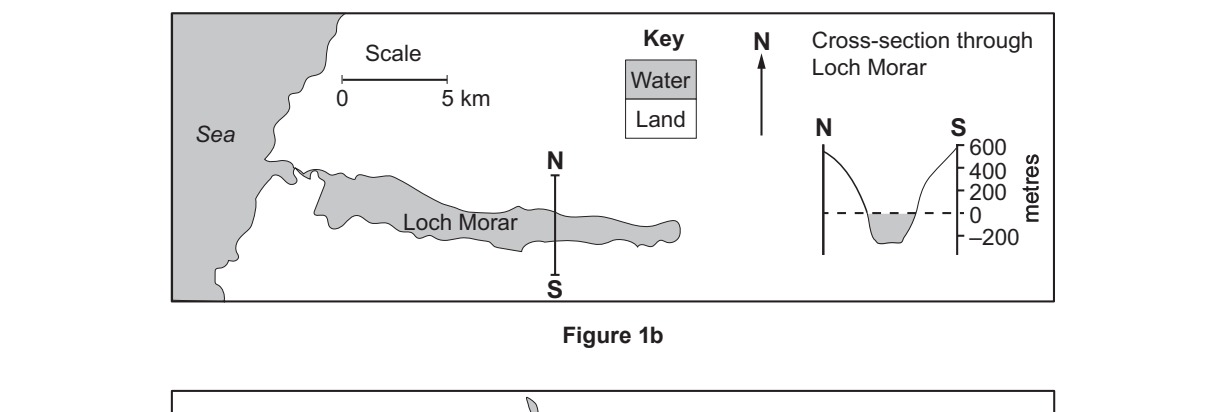 Key
N
Cross-section through
Loch Morar
Scale
0
5 km
Water
Land
Sea
N
S
600
400
200
0
–200
metres
N
Loch Morar
S
Figure 1b